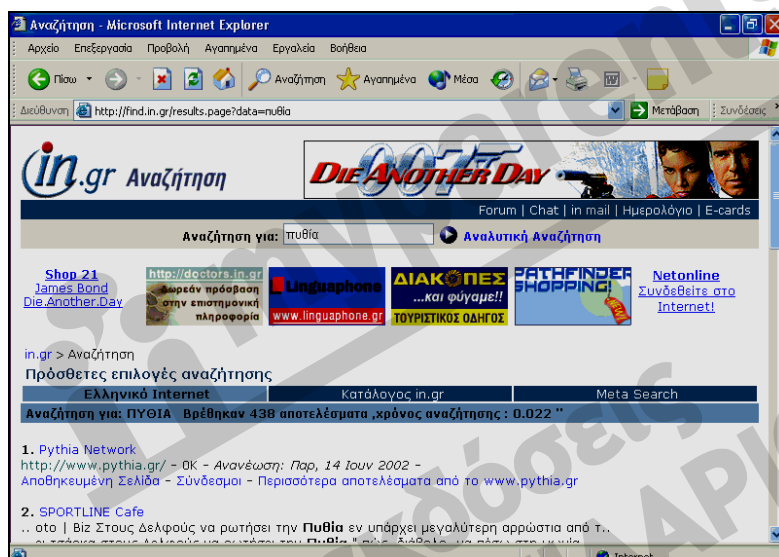 Αναζήτηση - Microsoft Internet Explorer
Αρχείο Επεξεργασία Προβολή Αγαπημένα Εργαλεία Βοήθεια
Πίσω Αναζήτηση Αγαπημένα Μέσα
Διεύθυνση http://find.in.gr/results.page?data=πυθία Μετάβαση Συνδέσεις
in.gr Αναζήτηση
DIE ANOTHER DAY
Forum | Chat | in mail | Ημερολόγιο | E-cards
Αναζήτηση για: πυθία Αναλυτική Αναζήτηση
Shop 21
James Bond
Die.Another.Day
http://doctors.in.gr
Δωρεάν πρόσβαση
στην επιστημονική
πληροφορία
Linguaphone
www.linguaphone.gr
ΔΙΑΚΟΠΕΣ
...και φύγαμε!!
ΤΟΥΡΙΣΤΙΚΟΣ ΟΔΗΓΟΣ
PATHFINDER
SHOPPING!
NEW!
Netonline
Συνδεθείτε στο
Internet!
in.gr > Αναζήτηση
Πρόσθετες επιλογές αναζήτησης
Ελληνικό Internet Κατάλογος in.gr Meta Search
Αναζήτηση για: ΠΥΘΙΑ Βρέθηκαν 438 αποτελέσματα ,χρόνος αναζήτησης : 0.022 "
1. Pythia Network
http://www.pythia.gr/ - 0K - Ανανέωση: Παρ, 14 Ιουν 2002 -
Αποθηκευμένη Σελίδα - Σύνδεσμοι - Περισσότερα αποτελέσματα από το www.pythia.gr
2. SPORTLINE Cafe
.. oto | Biz Στους Δελφούς να ρωτήσει την Πυθία εν υπάρχει μεγαλύτερη αρρώστια από τ..
Internet
myparents
εκδόσεις